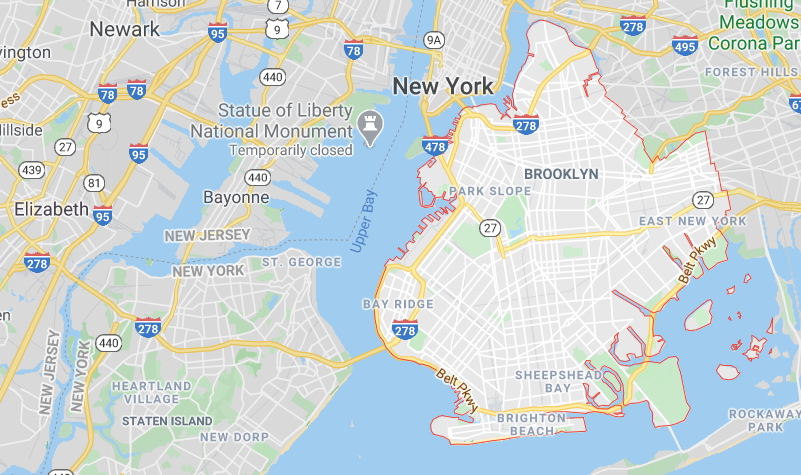 Harrison
Flushing
Meadows
Corona Par
Newark
7
9
95
78
9A
278
495
vington
440
New York
FOREST HILLS
78
78
ess
67
Statue of Liberty
National Monument
Temporarily closed
9
Hillside
27
95
478
278
439
81
440
BROOKLYN
PARK SLOPE
Elizabeth
95
Bayonne
Upper Bay
27
27
EAST NEW YORK
NEW JERSEY
NEW YORK
ST. GEORGE
278
Belt Pkwy
BAY RIDGE
en
278
278
440
NEW JERSEY
NEW YORK
HEARTLAND
VILLAGE
Belt Pkwy
SHEEPSHEAD
BAY
STATEN ISLAND
NEW DORP
BRIGHTON
BEACH
ROCKAWAY
PARK
440